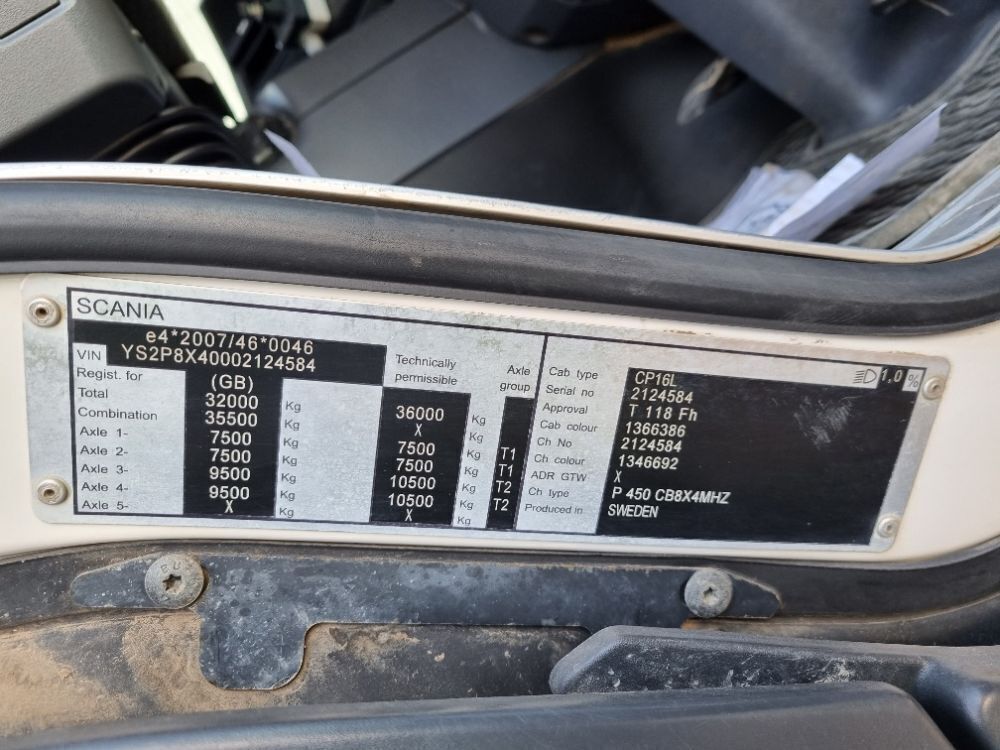 SCANIA
e4*2007/46*0046
VIN YS2P8X40002124584
Regist. for (GB) Technically permissible Axle group
Total 32000 Kg 36000 Kg
Combination 35500 Kg X Kg
Axle 1- 7500 Kg 7500 Kg T1
Axle 2- 7500 Kg 7500 Kg T1
Axle 3- 9500 Kg 10500 Kg T2
Axle 4- 9500 Kg 10500 Kg T2
Axle 5- X Kg X Kg
Cab type CP16L 1,0 %
Serial no 2124584
Approval T 118 Fh
Cab colour 1366386
Ch No 2124584
Ch colour 1346692
ADR GTW X
Ch type P 450 CB8X4MHZ
Produced in SWEDEN